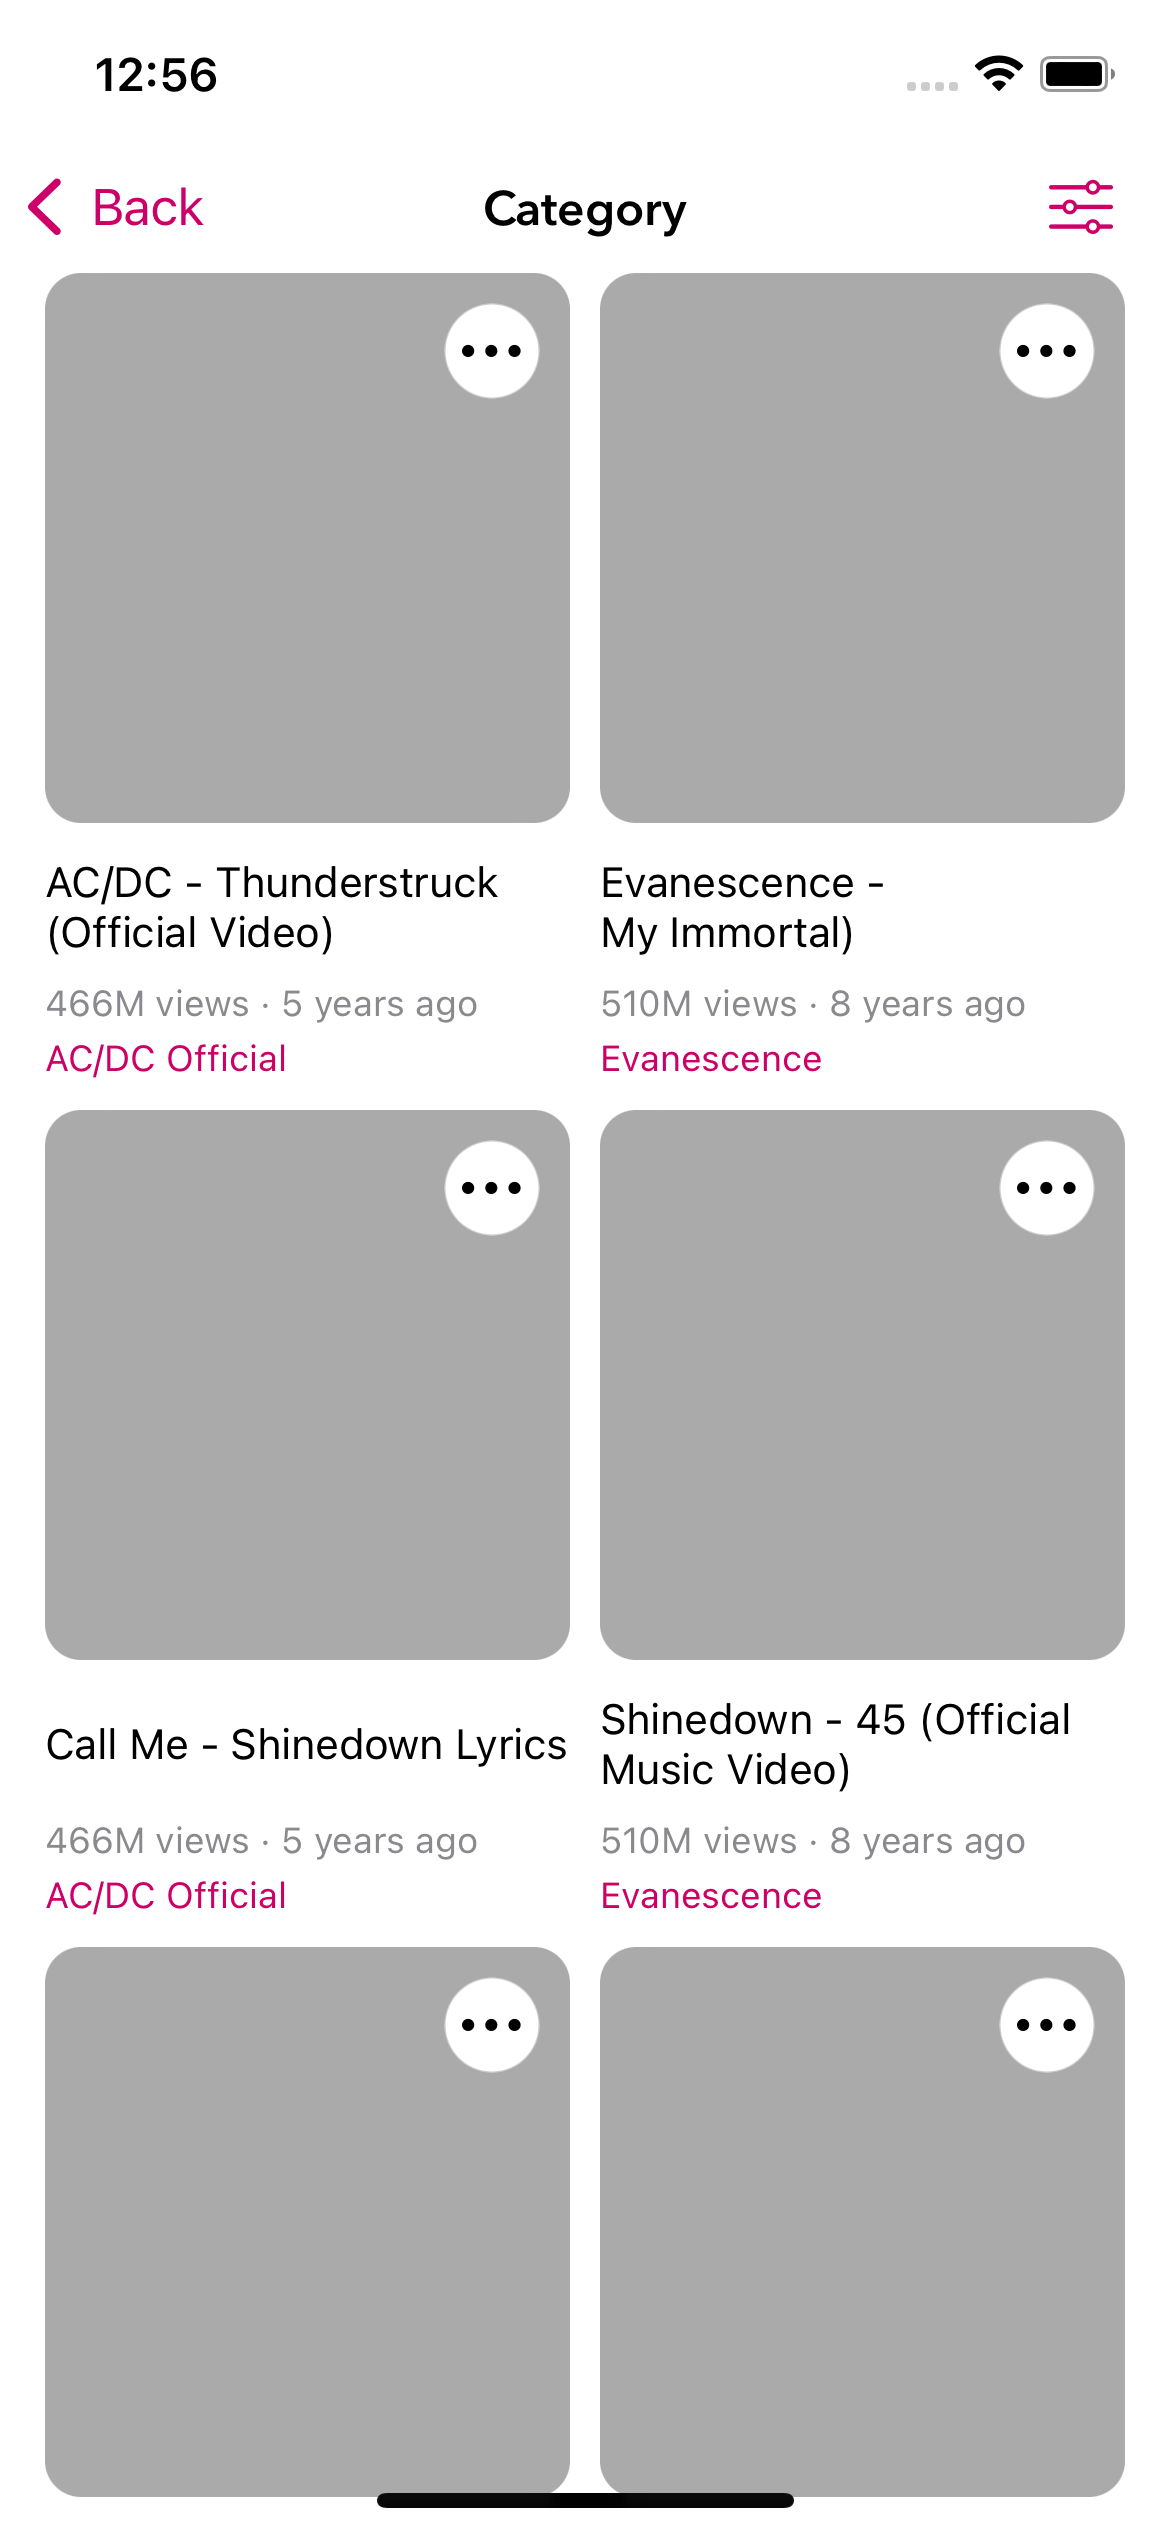 12:56
Back
Category
AC/DC - Thunderstruck
(Official Video)
466M views · 5 years ago
AC/DC Official
Evanescence -
My Immortal)
510M views · 8 years ago
Evanescence
Call Me - Shinedown Lyrics
466M views · 5 years ago
AC/DC Official
Shinedown - 45 (Official
Music Video)
510M views · 8 years ago
Evanescence